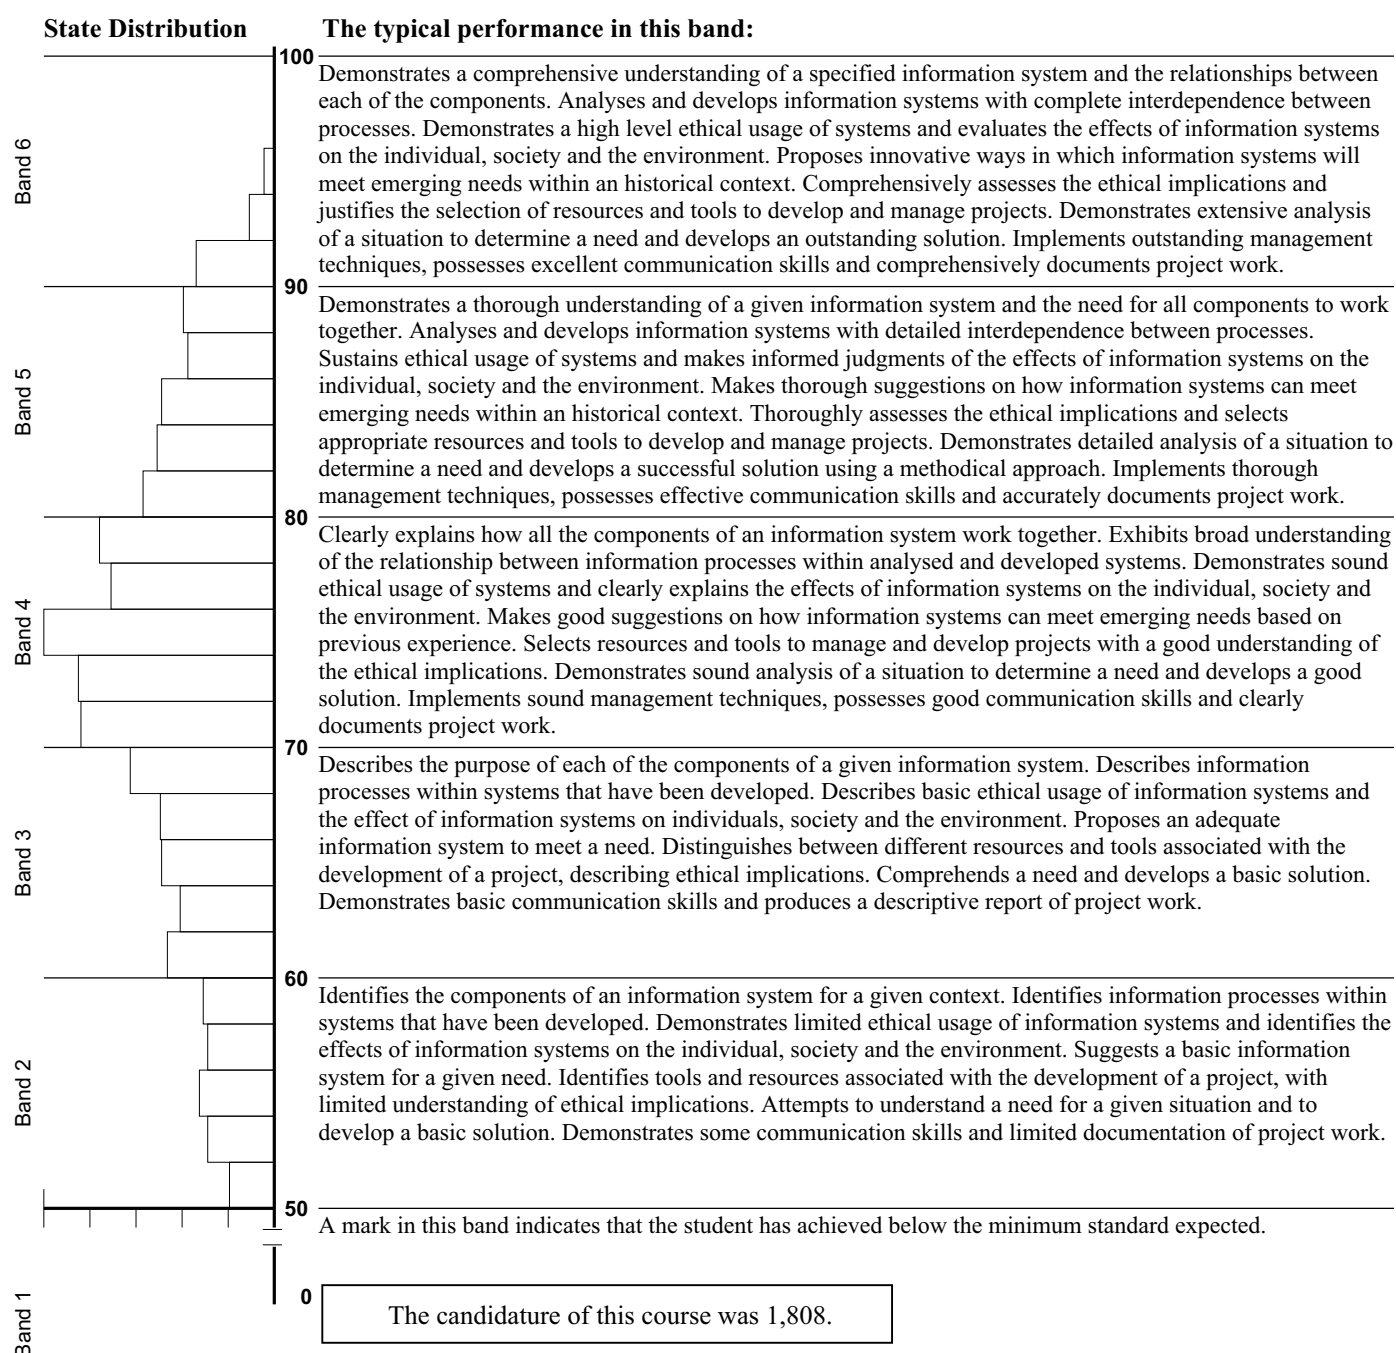 State Distribution
The typical performance in this band:
100
Band 6
Demonstrates a comprehensive understanding of a specified information system and the relationships between
each of the components. Analyses and develops information systems with complete interdependence between
processes. Demonstrates a high level ethical usage of systems and evaluates the effects of information systems
on the individual, society and the environment. Proposes innovative ways in which information systems will
meet emerging needs within an historical context. Comprehensively assesses the ethical implications and
justifies the selection of resources and tools to develop and manage projects. Demonstrates extensive analysis
of a situation to determine a need and develops an outstanding solution. Implements outstanding management
techniques, possesses excellent communication skills and comprehensively documents project work.
90
Band 5
Demonstrates a thorough understanding of a given information system and the need for all components to work
together. Analyses and develops information systems with detailed interdependence between processes.
Sustains ethical usage of systems and makes informed judgments of the effects of information systems on the
individual, society and the environment. Makes thorough suggestions on how information systems can meet
emerging needs within an historical context. Thoroughly assesses the ethical implications and selects
appropriate resources and tools to develop and manage projects. Demonstrates detailed analysis of a situation to
determine a need and develops a successful solution using a methodical approach. Implements thorough
management techniques, possesses effective communication skills and accurately documents project work.
80
Band 4
Clearly explains how all the components of an information system work together. Exhibits broad understanding
of the relationship between information processes within analysed and developed systems. Demonstrates sound
ethical usage of systems and clearly explains the effects of information systems on the individual, society and
the environment. Makes good suggestions on how information systems can meet emerging needs based on
previous experience. Selects resources and tools to manage and develop projects with a good understanding of
the ethical implications. Demonstrates sound analysis of a situation to determine a need and develops a good
solution. Implements sound management techniques, possesses good communication skills and clearly
documents project work.
70
Band 3
Describes the purpose of each of the components of a given information system. Describes information
processes within systems that have been developed. Describes basic ethical usage of information systems and
the effect of information systems on individuals, society and the environment. Proposes an adequate
information system to meet a need. Distinguishes between different resources and tools associated with the
development of a project, describing ethical implications. Comprehends a need and develops a basic solution.
Demonstrates basic communication skills and produces a descriptive report of project work.
60
Band 2
Identifies the components of an information system for a given context. Identifies information processes within
systems that have been developed. Demonstrates limited ethical usage of information systems and identifies the
effects of information systems on the individual, society and the environment. Suggests a basic information
system for a given need. Identifies tools and resources associated with the development of a project, with
limited understanding of ethical implications. Attempts to understand a need for a given situation and to
develop a basic solution. Demonstrates some communication skills and limited documentation of project work.
50
A mark in this band indicates that the student has achieved below the minimum standard expected.
0
Band 1
The candidature of this course was 1,808.